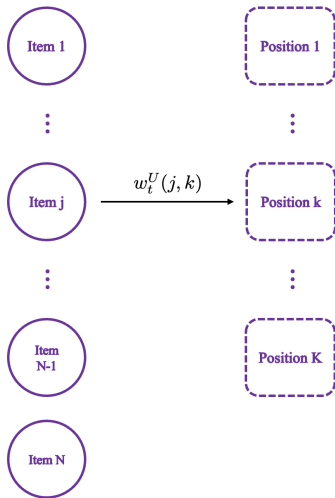 Item 1
Position 1
Item j
w_t^U(j, k)
Position k
Item
N-1
Position K
Item N